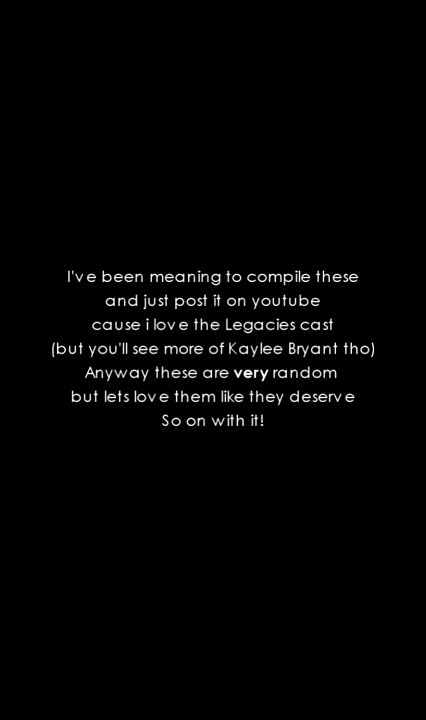 I've been meaning to compile these
and just post it on youtube
cause i love the Legacies cast
(but you'll see more of Kaylee Bryant tho)
Anyway these are very random
but lets love them like they deserve
So on with it!